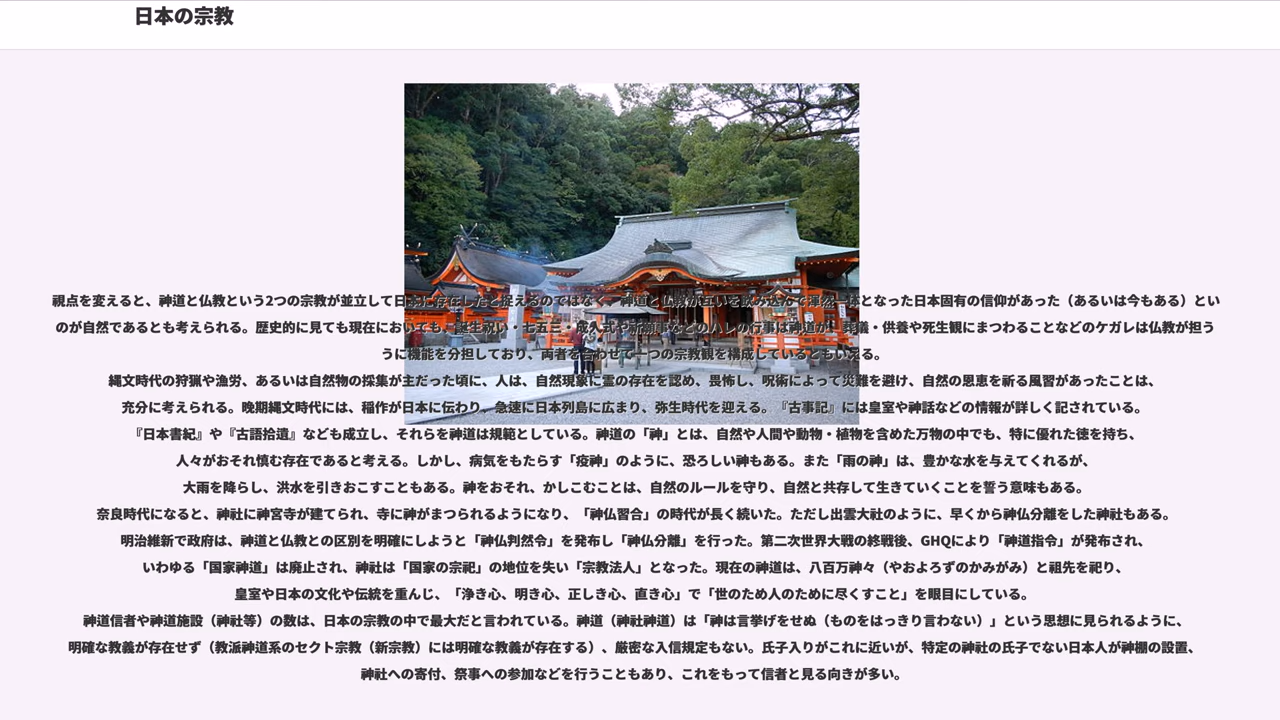 日本の宗教
視点を変えると、神道と仏教という2つの宗教が並立して日本に存在したと捉えるのではなく、神道と仏教が互いを飲み込んで渾然一体となった日本固有の信仰があった（あるいは今もある）とい
のが自然であるとも考えられる。歴史的に見ても現在においても、誕生祝い・七五三・成人式や新嘗祭などのハレの行事は神道が、葬儀・供養や死生観にまつわることなどのケガレは仏教が担う
うに機能を分担しており、両者を合わせて一つの宗教観を構成しているともいえる。
縄文時代の狩猟や漁労、あるいは自然物の採集が主だった頃に、人は、自然現象に霊の存在を認め、畏怖し、呪術によって災難を避け、自然の恩恵を祈る風習があったことは、
充分に考えられる。晩期縄文時代には、稲作が日本に伝わり、急速に日本列島に広まり、弥生時代を迎える。『古事記』には皇室や神話などの情報が詳しく記されている。
『日本書紀』や『古語拾遺』なども成立し、それらを神道は規範としている。神道の「神」とは、自然や人間や動物・植物を含めた万物の中でも、特に優れた徳を持ち、
人々がおそれ慎む存在であると考える。しかし、病気をもたらす「疫神」のように、恐ろしい神もある。また「雨の神」は、豊かな水を与えてくれるが、
大雨を降らし、洪水を引きおこすこともある。神をおそれ、かしこむことは、自然のルールを守り、自然と共存して生きていくことを誓う意味もある。
奈良時代になると、神社に神宮寺が建てられ、寺に神がまつられるようになり、「神仏習合」の時代が長く続いた。ただし出雲大社のように、早くから神仏分離をした神社もある。
明治維新で政府は、神道と仏教との区別を明確にしようと「神仏判然令」を発布し「神仏分離」を行った。第二次世界大戦の終戦後、GHQにより「神道指令」が発布され、
いわゆる「国家神道」は廃止され、神社は「国家の宗祀」の地位を失い「宗教法人」となった。現在の神道は、八百万神々（やおよろずのかみがみ）と祖先を祀り、
皇室や日本の文化や伝統を重んじ、「浄き心、明き心、正しき心、直き心」で「世のため人のために尽くすこと」を眼目にしている。
神道信者や神道施設（神社等）の数は、日本の宗教の中で最大だと言われている。神道（神社神道）は「神は言挙げをせぬ（ものをはっきり言わない）」という思想に見られるように、
明確な教義が存在せず（教派神道系のセクト宗教（新宗教）には明確な教義が存在する）、厳密な入信規定もない。氏子入りがこれに近いが、特定の神社の氏子でない日本人が神棚の設置、
神社への寄付、祭事への参加などを行うこともあり、これをもって信者と見る向きが多い。